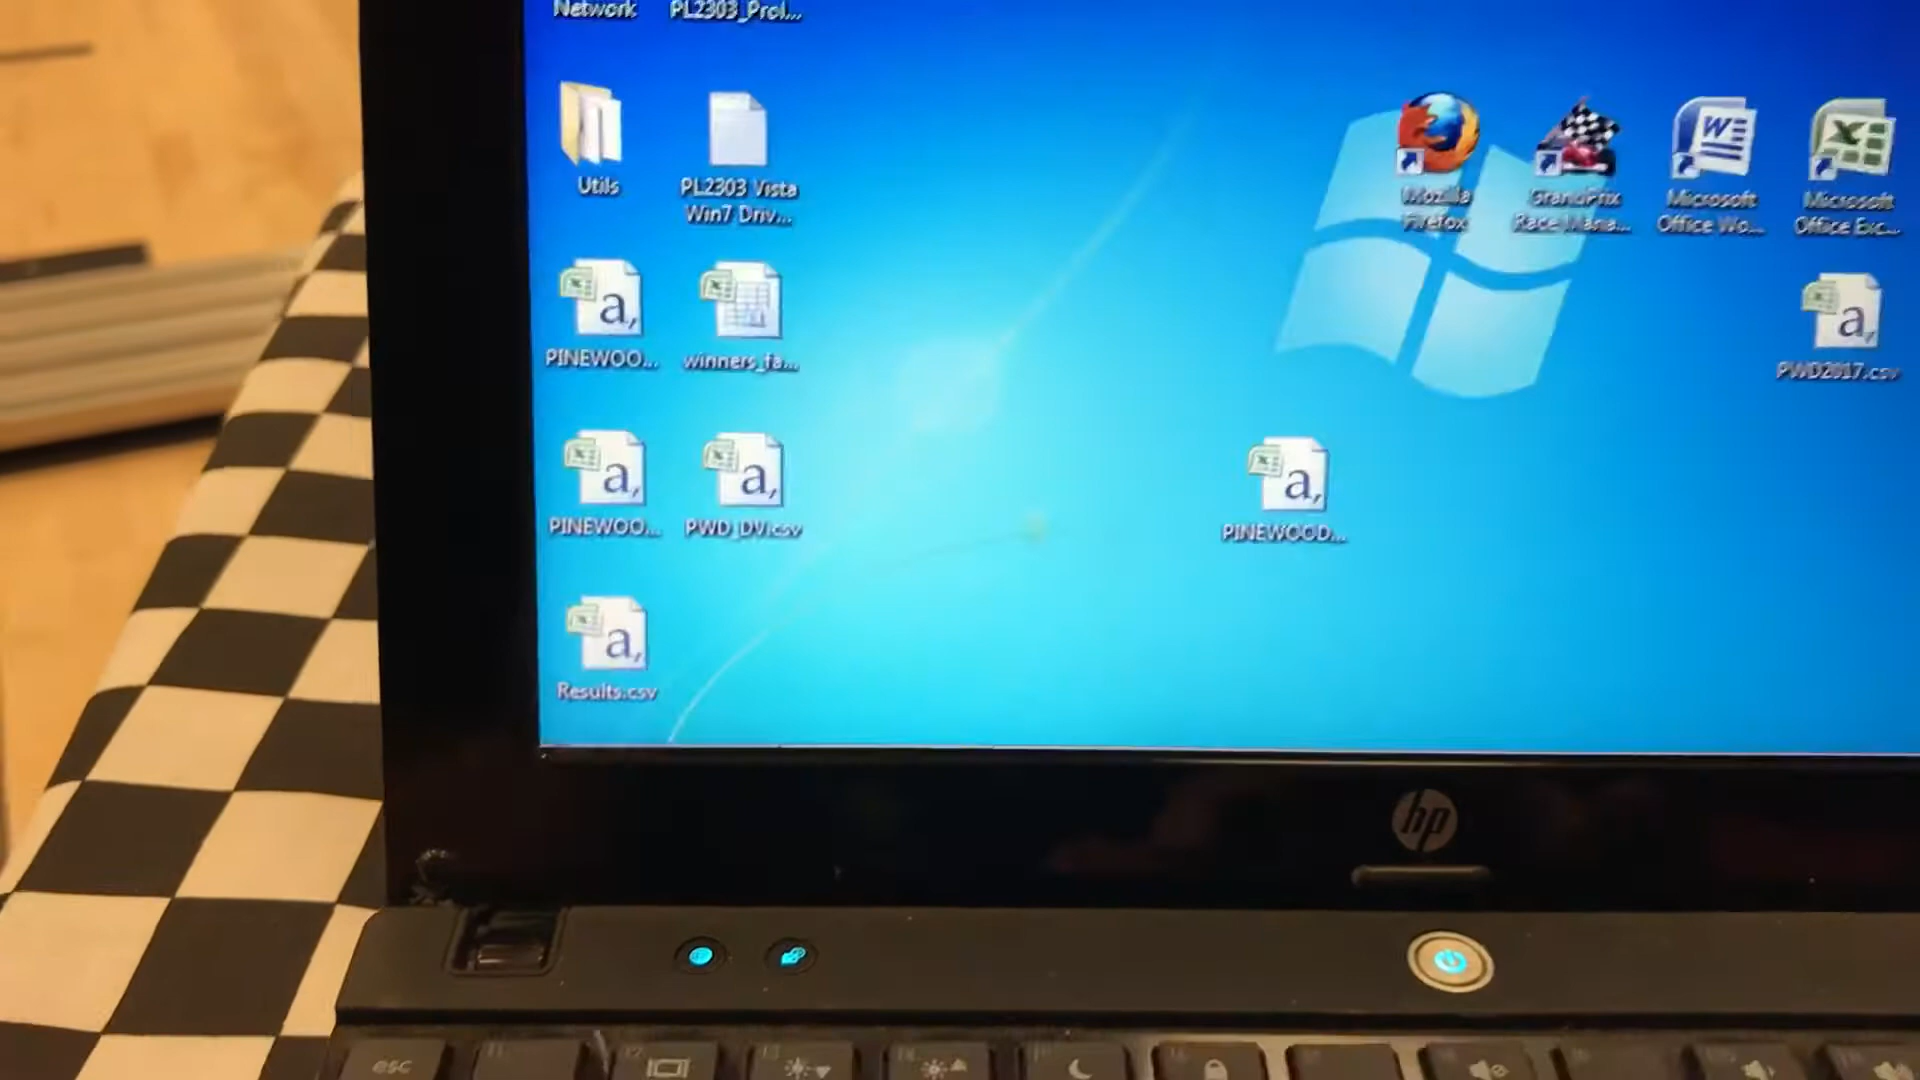 Network
PL2303_Prol...
Utils
PL2303 Vista
Win7 Driv...
Mozilla
Firefox
GrandPrix
Race Mana...
Microsoft
Office Wo...
Microsoft
Office Exc...
PINEWOO...
winners_fa...
PWD2017.csv
PINEWOO...
PWD_DV.csv
PINEWOOD...
Results.csv
hp
esc